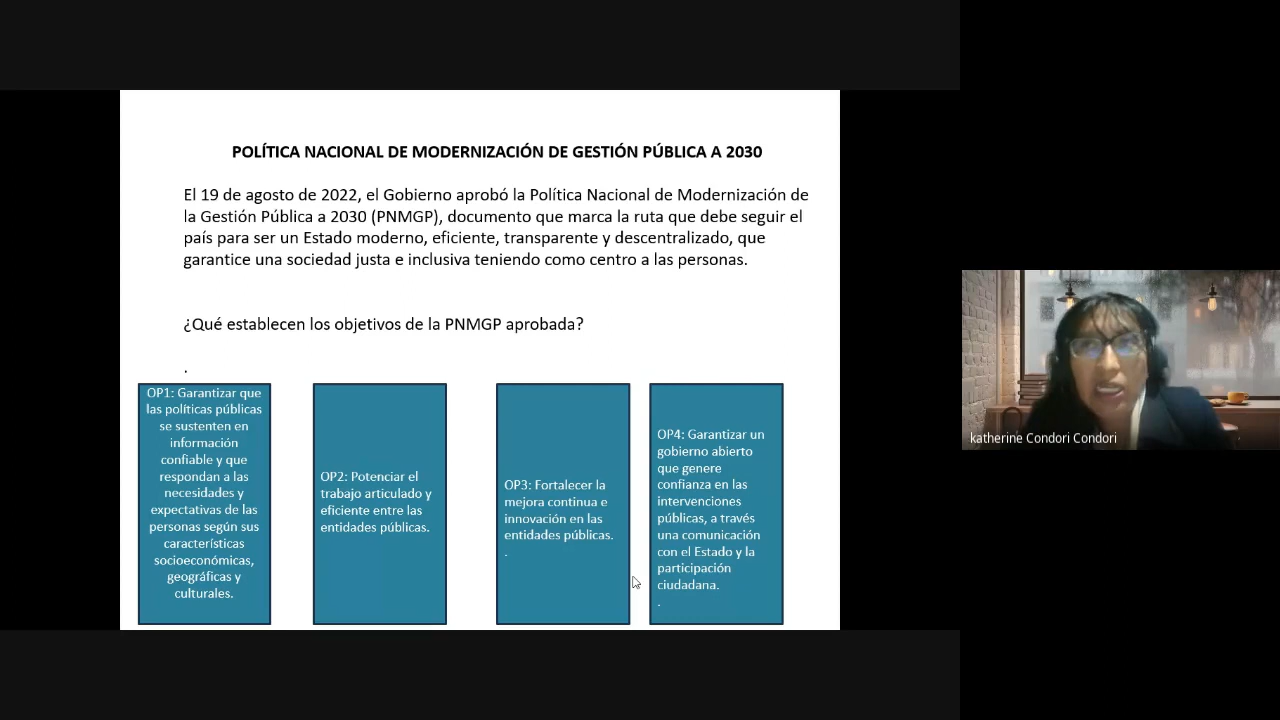 POLÍTICA NACIONAL DE MODERNIZACIÓN DE GESTIÓN PÚBLICA A 2030
El 19 de agosto de 2022, el Gobierno aprobó la Política Nacional de Modernización de
la Gestión Pública a 2030 (PNMGP), documento que marca la ruta que debe seguir el
país para ser un Estado moderno, eficiente, transparente y descentralizado, que
garantice una sociedad justa e inclusiva teniendo como centro a las personas.
¿Qué establecen los objetivos de la PNMGP aprobada?
.
OP1: Garantizar que
las políticas públicas
se sustenten en
información
confiable y que
respondan a las
necesidades y
expectativas de las
personas según sus
características
socioeconómicas,
geográficas y
culturales.
OP2: Potenciar el
trabajo articulado y
eficiente entre las
entidades públicas.
OP3: Fortalecer la
mejora continua e
innovación en las
entidades públicas.
.
OP4: Garantizar un
gobierno abierto
que genere
confianza en las
intervenciones
públicas, a través
una comunicación
con el Estado y la
participación
ciudadana.
.
katherine Condori Condori